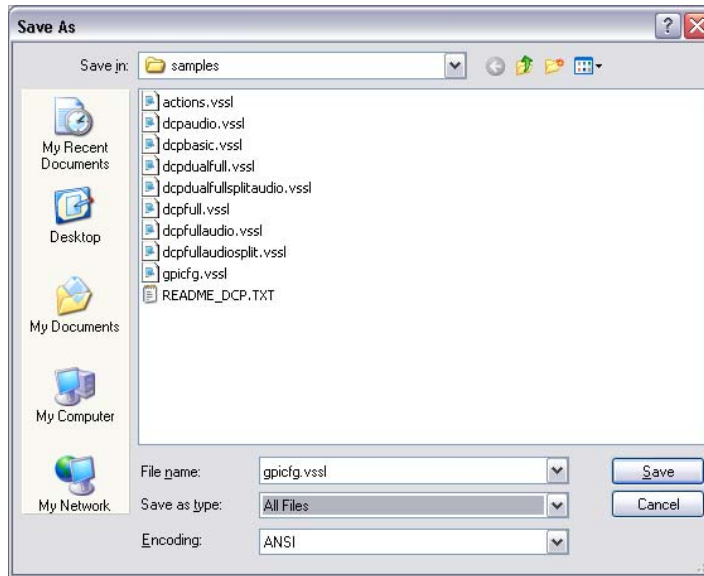 Save As
Save in:
samples
My Recent
Documents
Desktop
My Documents
My Computer
My Network
actions.vssl
dcpaudio.vssl
dcpbasic.vssl
dcpdualfull.vssl
dcpdualfullsplitaudio.vssl
dcpfull.vssl
dcpfullaudio.vssl
dcpfullaudiosplit.vssl
gpicfg.vssl
README_DCP.TXT
File name:
gpicfg.vssl
Save
Save as type:
All Files
Cancel
Encoding:
ANSI